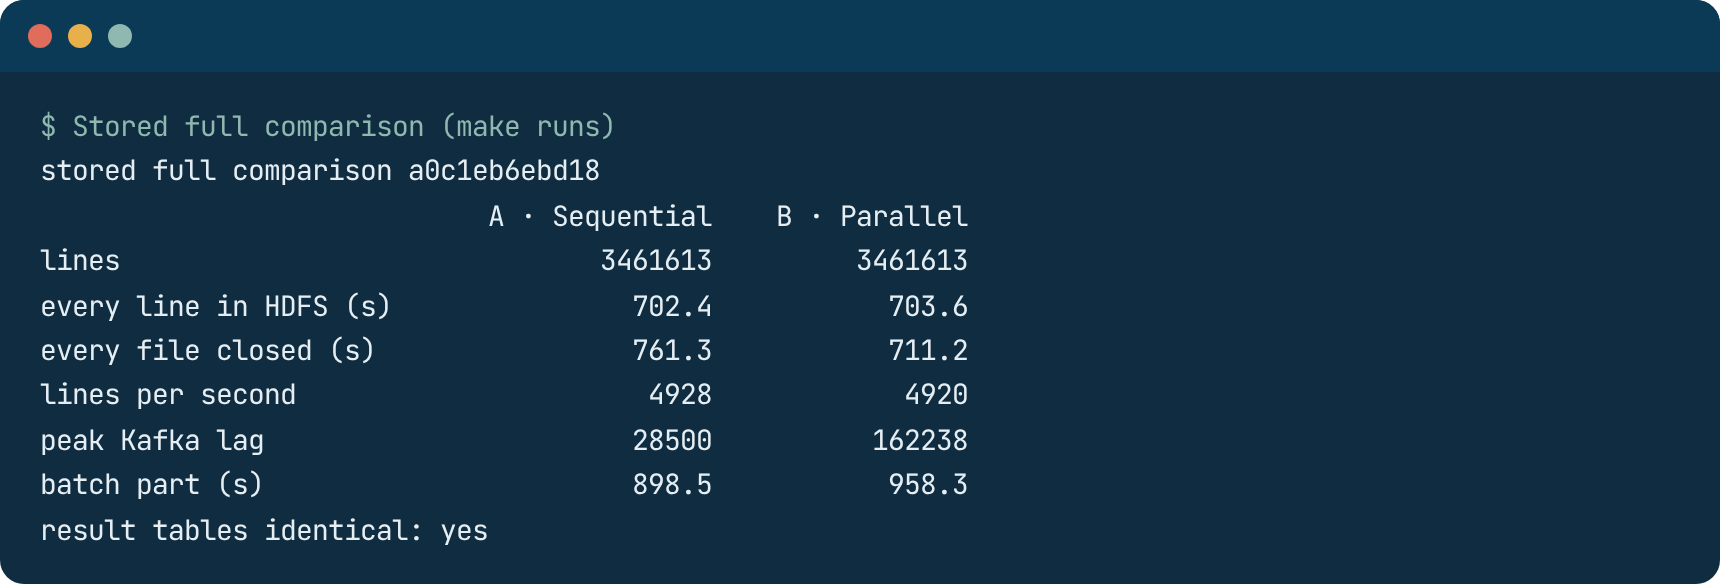 $ Stored full comparison (make runs)
stored full comparison a0c1eb6ebd18
A · Sequential    B · Parallel
lines    3461613    3461613
every line in HDFS (s)    702.4    703.6
every file closed (s)    761.3    711.2
lines per second    4928    4920
peak Kafka lag    28500    162238
batch part (s)    898.5    958.3
result tables identical: yes